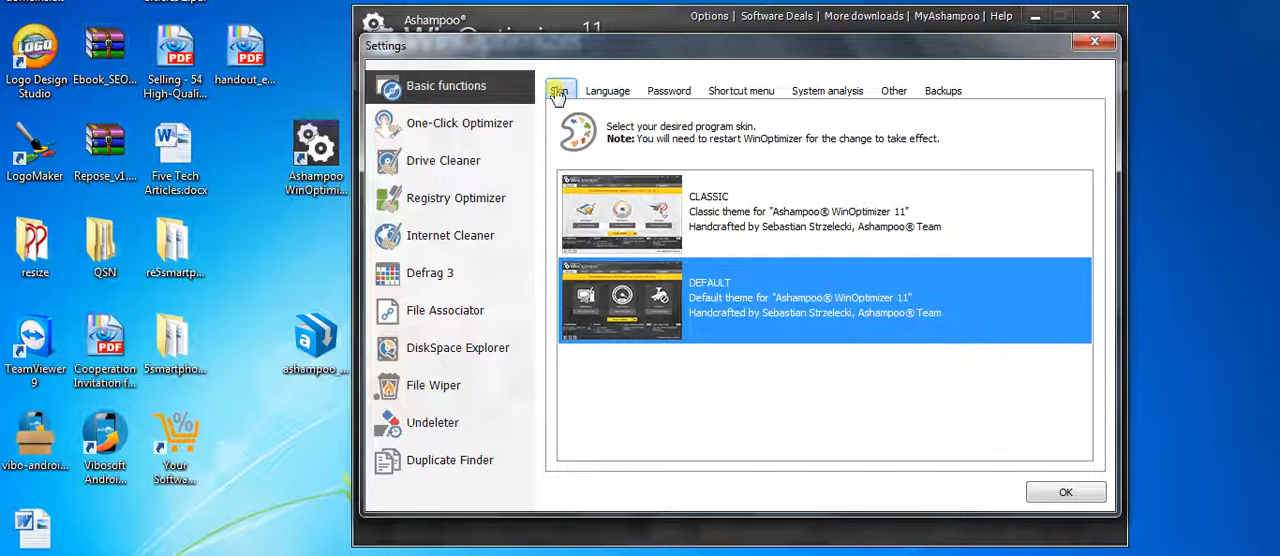 articles 2.pdf
Logo Design
Studio
Ebook_SEO...
Selling - 54
High-Quali...
handout_e...
LogoMaker
Repose_v1....
Five Tech
Articles.docx
Ashampoo
WinOptimi...
resize
QSN
re5smartp...
TeamViewer
9
Cooperation
Invitation f...
5smartpho...
ashampoo_...
vibo-androi...
Vibosoft
Androi...
Your
Softwa...
Ashampoo®
WinOptimizer 11
Options | Software Deals | More downloads | MyAshampoo | Help
Settings
Basic functions
One-Click Optimizer
Drive Cleaner
Registry Optimizer
Internet Cleaner
Defrag 3
File Associator
DiskSpace Explorer
File Wiper
Undeleter
Duplicate Finder
Skin
Language
Password
Shortcut menu
System analysis
Other
Backups
Select your desired program skin.
Note: You will need to restart WinOptimizer for the change to take effect.
CLASSIC
Classic theme for "Ashampoo® WinOptimizer 11"
Handcrafted by Sebastian Strzelecki, Ashampoo® Team
DEFAULT
Default theme for "Ashampoo® WinOptimizer 11"
Handcrafted by Sebastian Strzelecki, Ashampoo® Team
OK